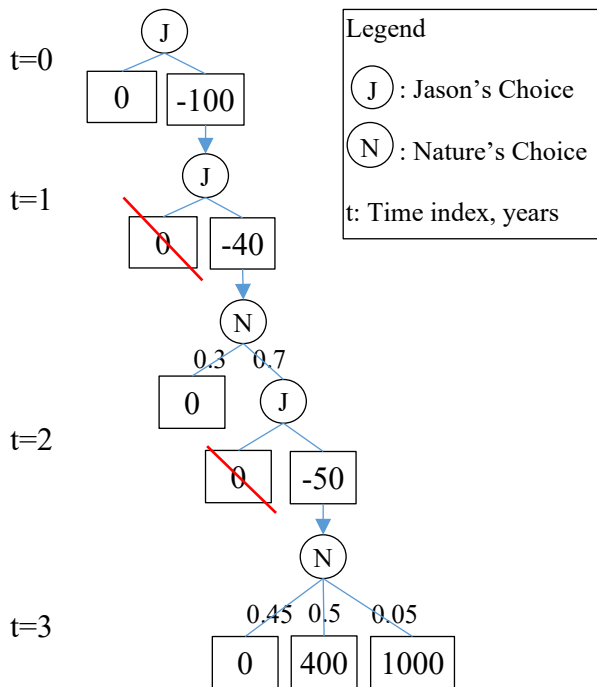 J
t=0
0 -100
J
t=1
0 -40
N
0.3 0.7
0 J
t=2
0 -50
N
0.45 0.5 0.05
t=3
0 400 1000
Legend
J : Jason's Choice
N : Nature's Choice
t: Time index, years